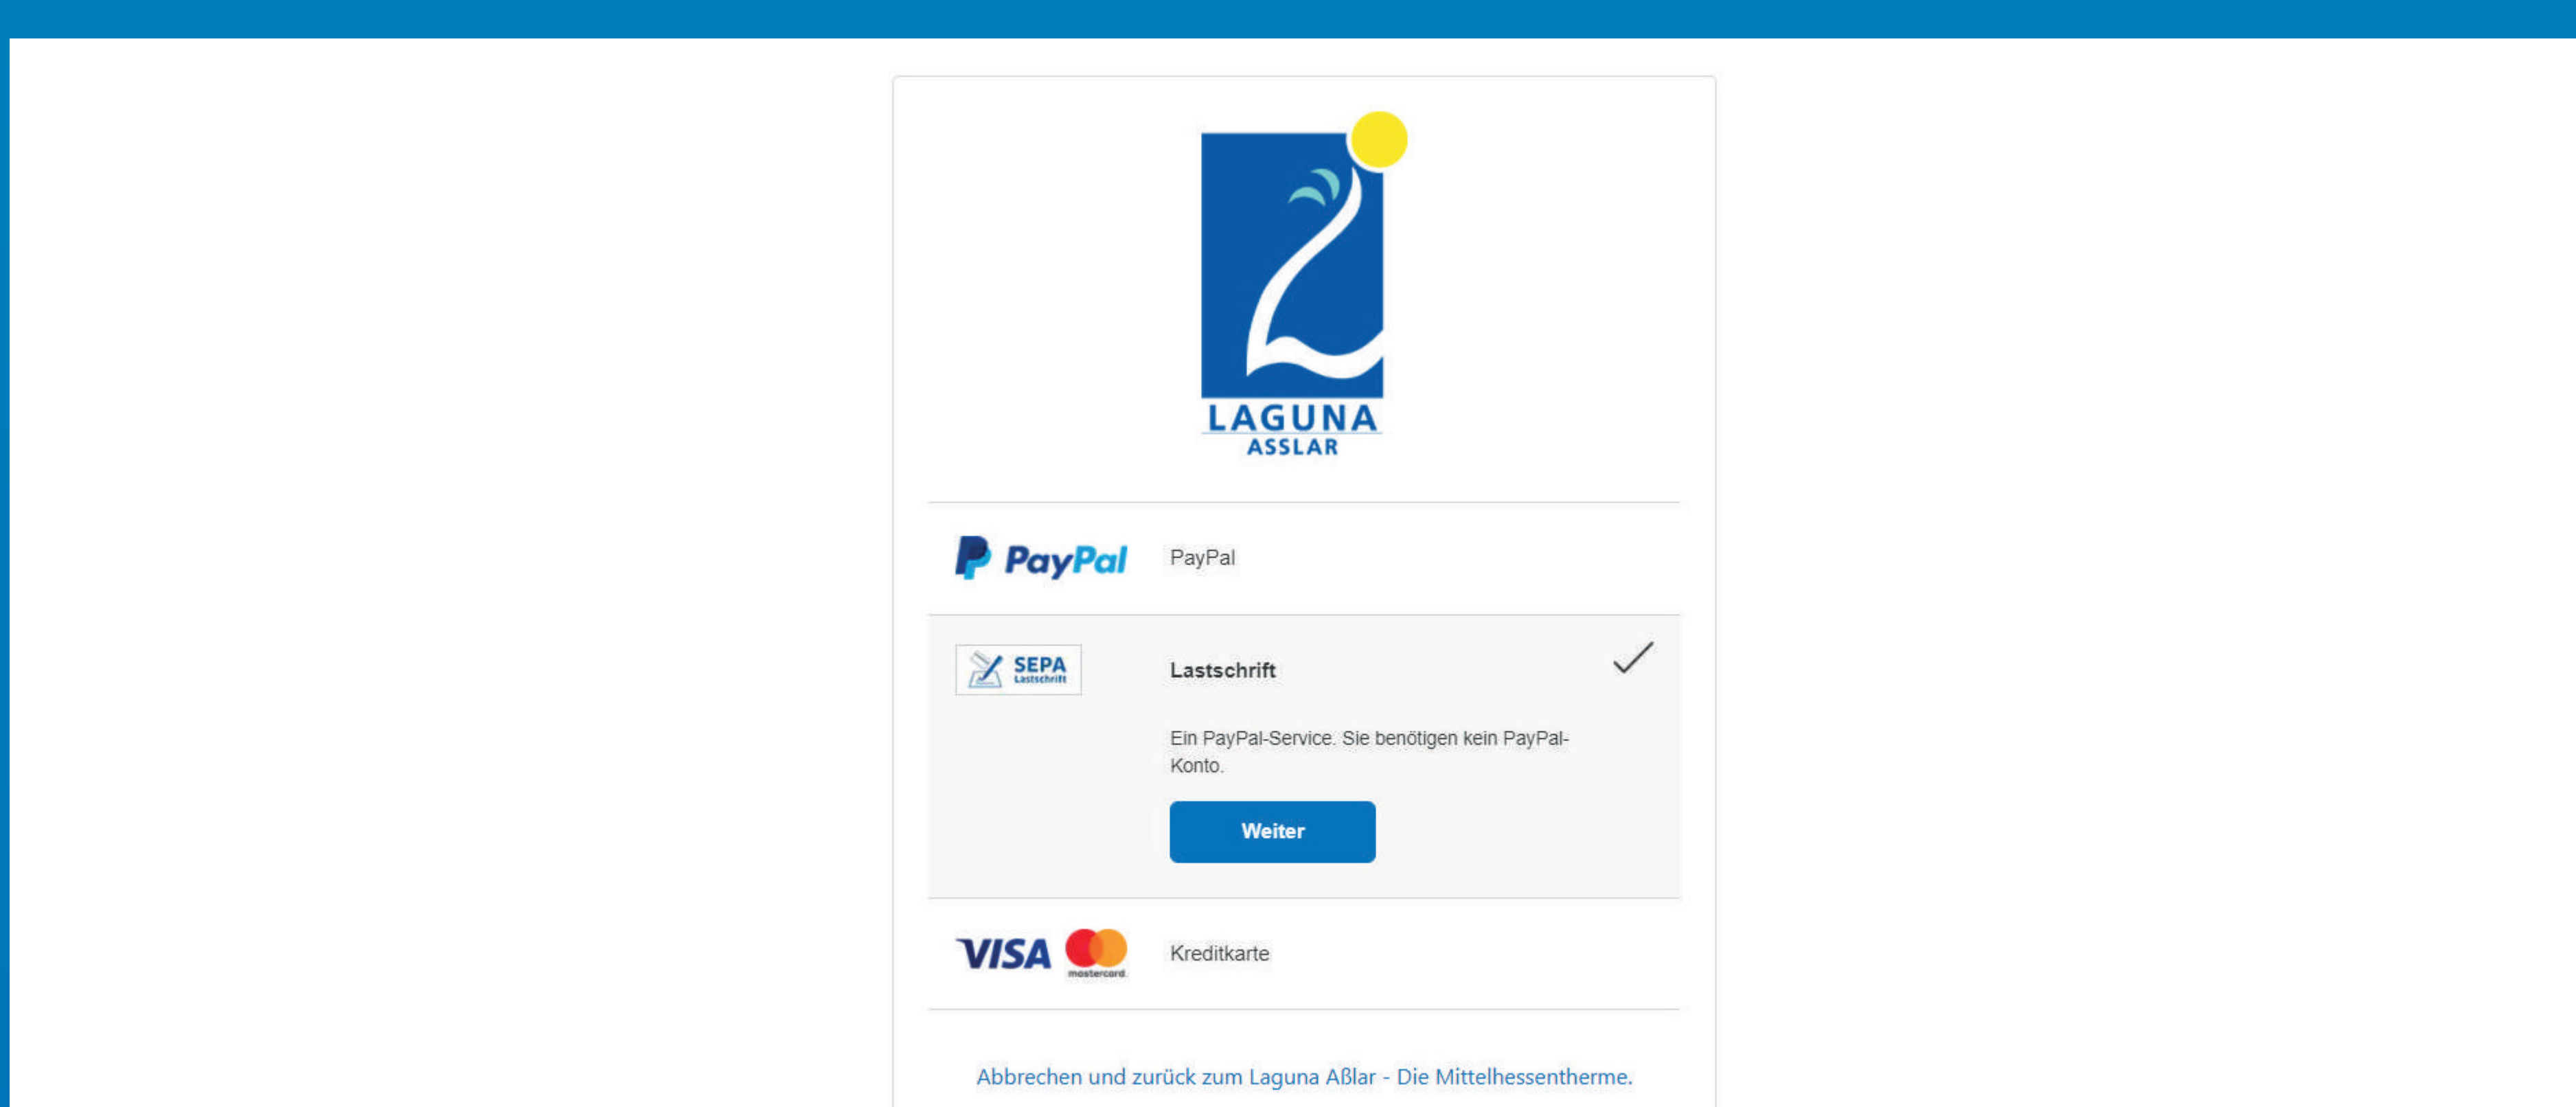 LAGUNA
ASSLAR
PayPal PayPal
SEPA
Lastschrift
Lastschrift
Ein PayPal-Service. Sie benötigen kein PayPal-
Konto.
Weiter
VISA mastercard. Kreditkarte
Abbrechen und zurück zum Laguna Aßlar - Die Mittelhessentherme.